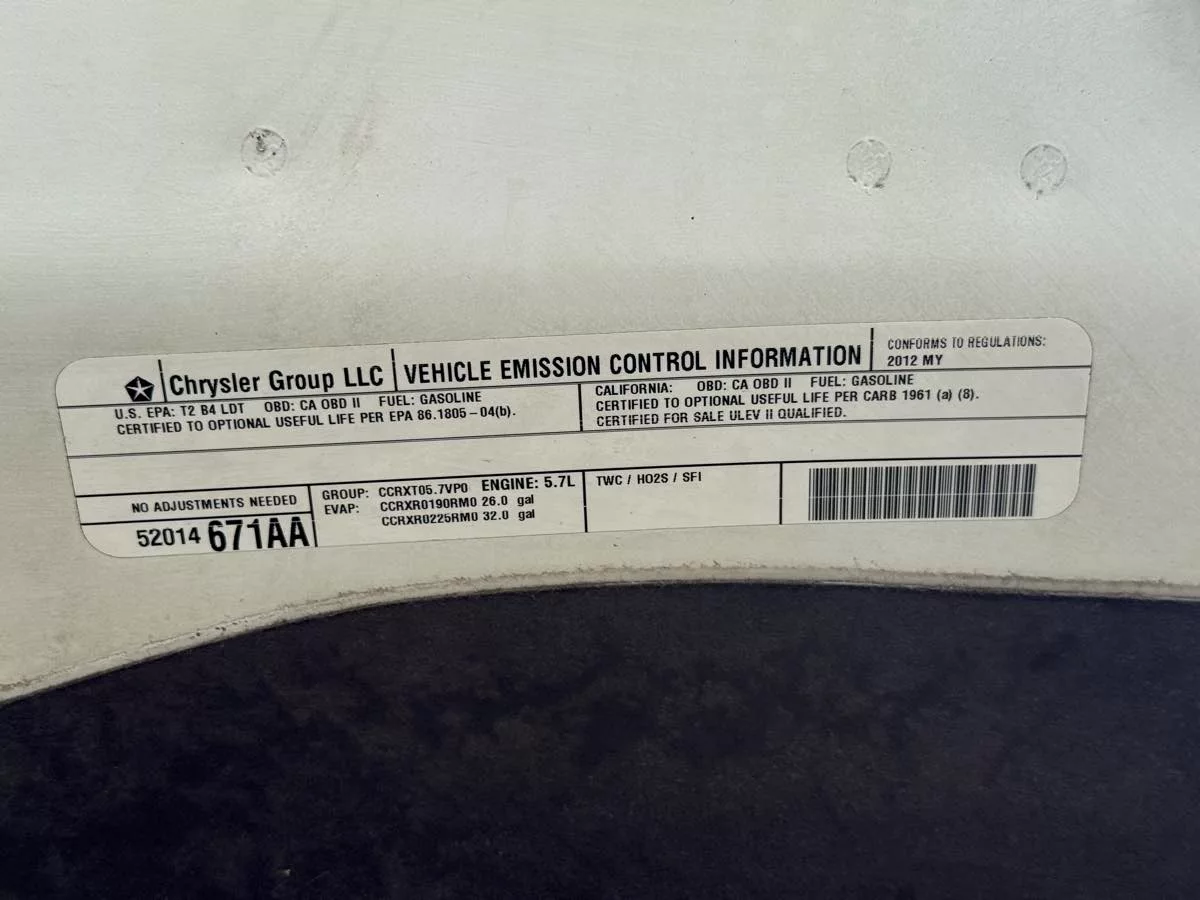 Chrysler Group LLC
VEHICLE EMISSION CONTROL INFORMATION
CONFORMS TO REGULATIONS:
2012 MY
U.S. EPA: T2 B4 LDT OBD: CA OBD II FUEL: GASOLINE
CERTIFIED TO OPTIONAL USEFUL LIFE PER EPA 86.1805-04(b).
CALIFORNIA: OBD: CA OBD II FUEL: GASOLINE
CERTIFIED TO OPTIONAL USEFUL LIFE PER CARB 1961 (a) (8).
CERTIFIED FOR SALE ULEV II QUALIFIED.
NO ADJUSTMENTS NEEDED
52014 671AA
GROUP: CCRXT05.7VP0 ENGINE: 5.7L
EVAP: CCRXR0190RM0 26.0 gal
CCRXR0225RM0 32.0 gal
TWC / HO2S / SFI